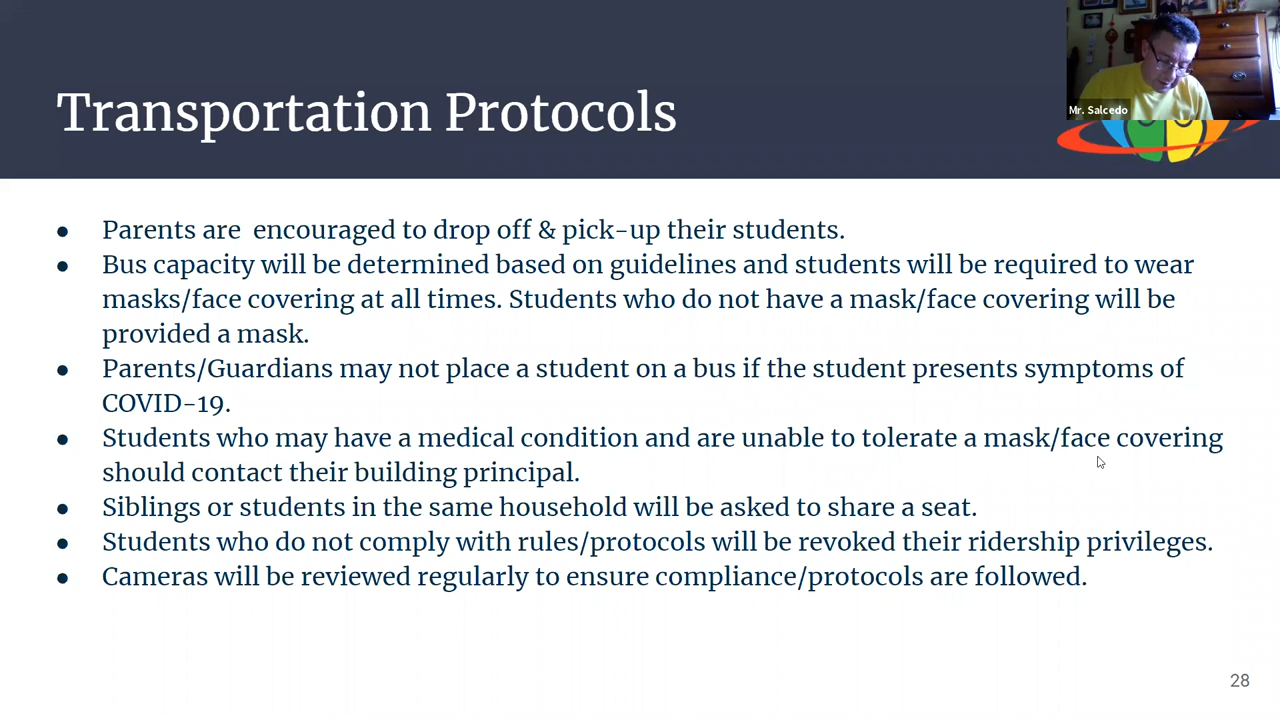 Mr. Salcedo
Transportation Protocols
● Parents are  encouraged to drop off & pick-up their students.
● Bus capacity will be determined based on guidelines and students will be required to wear
masks/face covering at all times. Students who do not have a mask/face covering will be
provided a mask.
● Parents/Guardians may not place a student on a bus if the student presents symptoms of
COVID-19.
● Students who may have a medical condition and are unable to tolerate a mask/face covering
should contact their building principal.
● Siblings or students in the same household will be asked to share a seat.
● Students who do not comply with rules/protocols will be revoked their ridership privileges.
● Cameras will be reviewed regularly to ensure compliance/protocols are followed.
28